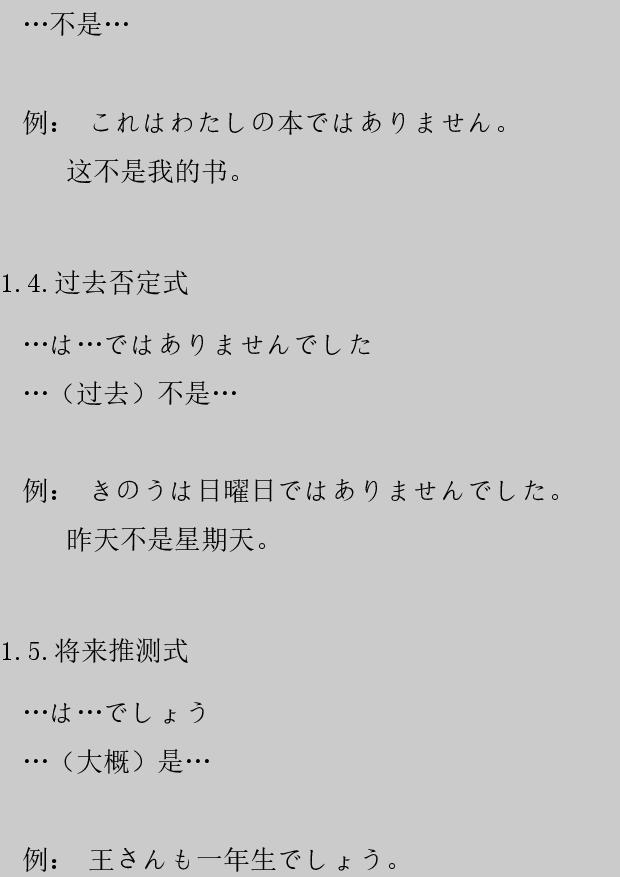 …不是…
例： これはわたしの本ではありません。
这不是我的书。
1.4.过去否定式
…は…ではありませんでした
…（过去）不是…
例： きのうは日曜日ではありませんでした。
昨天不是星期天。
1.5.将来推测式
…は…でしょう
…（大概）是…
例： 王さんも一年生でしょう。